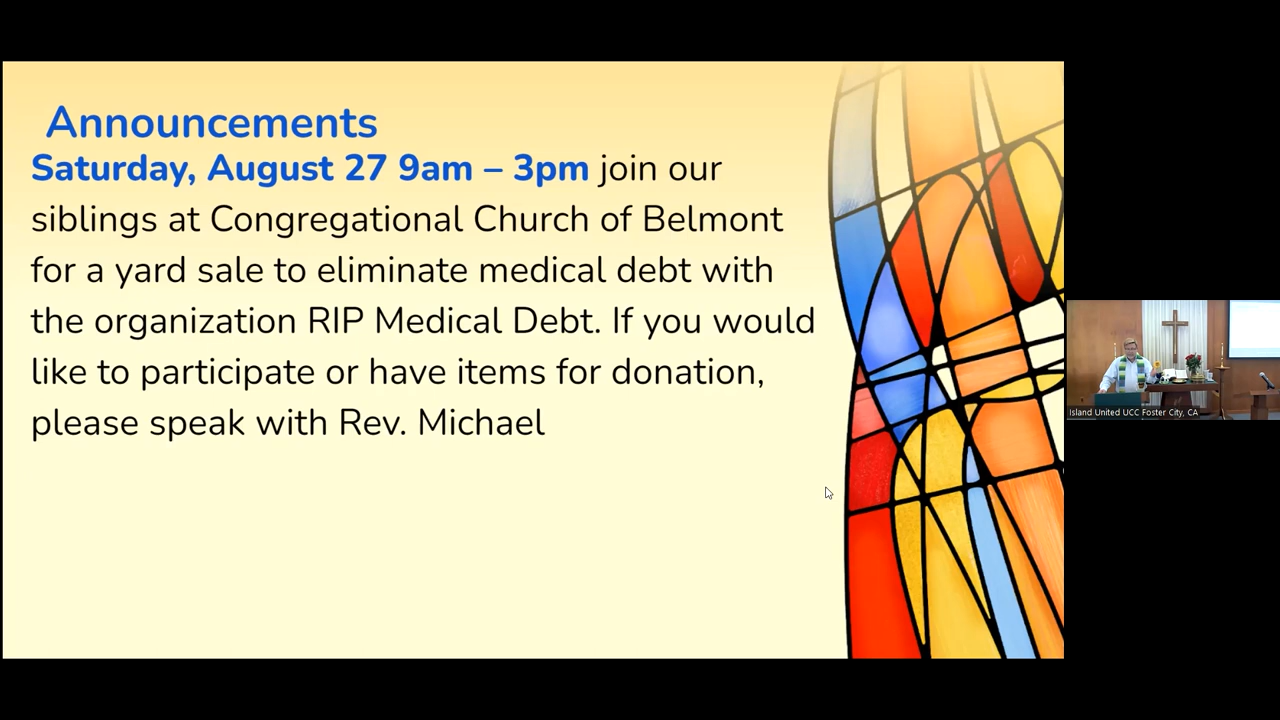 Announcements
Saturday, August 27 9am – 3pm join our
siblings at Congregational Church of Belmont
for a yard sale to eliminate medical debt with
the organization RIP Medical Debt. If you would
like to participate or have items for donation,
please speak with Rev. Michael
Island United UCC Foster City, CA